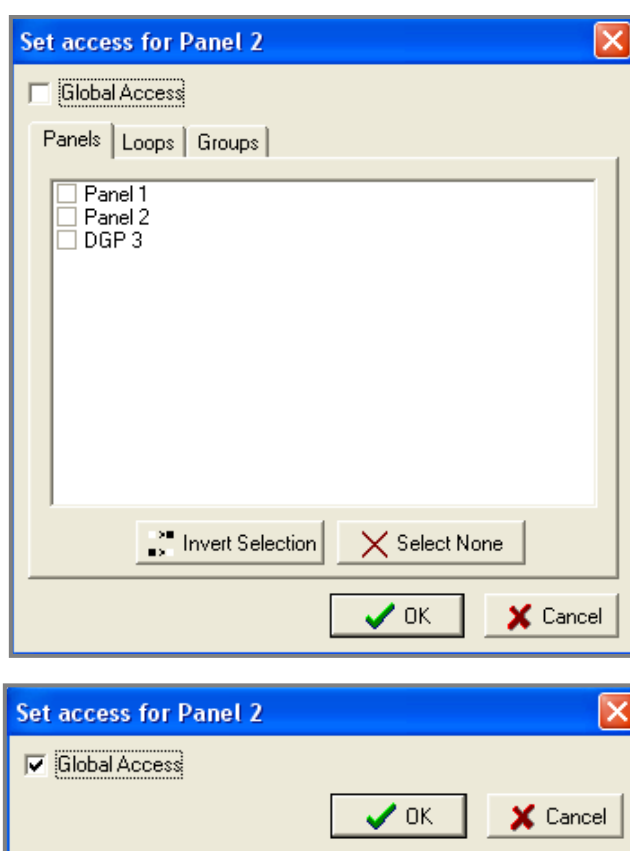 Set access for Panel 2
Global Access
Panels Loops Groups
Panel 1
Panel 2
DGP 3
Invert Selection Select None
OK Cancel
Set access for Panel 2
Global Access
OK Cancel